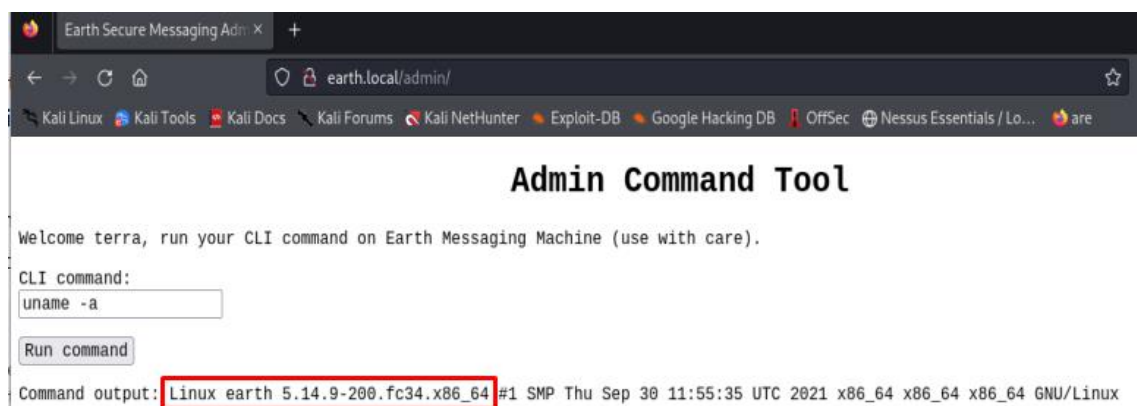 Earth Secure Messaging Adm
earth.local/admin/
Kali Linux Kali Tools Kali Docs Kali Forums Kali NetHunter Exploit-DB Google Hacking DB OffSec Nessus Essentials / Lo... are
Admin Command Tool
Welcome terra, run your CLI command on Earth Messaging Machine (use with care).
CLI command:
uname -a
Run command
Command output: Linux earth 5.14.9-200.fc34.x86_64 #1 SMP Thu Sep 30 11:55:35 UTC 2021 x86_64 x86_64 x86_64 GNU/Linux